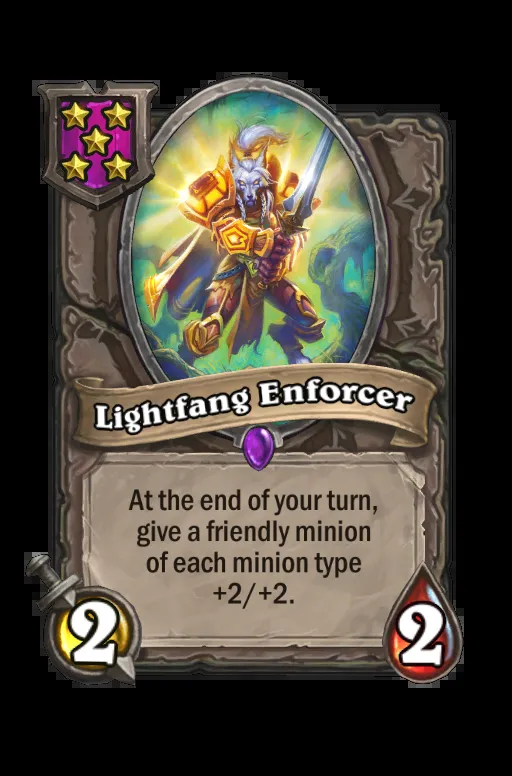 Lightfang Enforcer
At the end of your turn,
give a friendly minion
of each minion type
+2/+2.
2
2